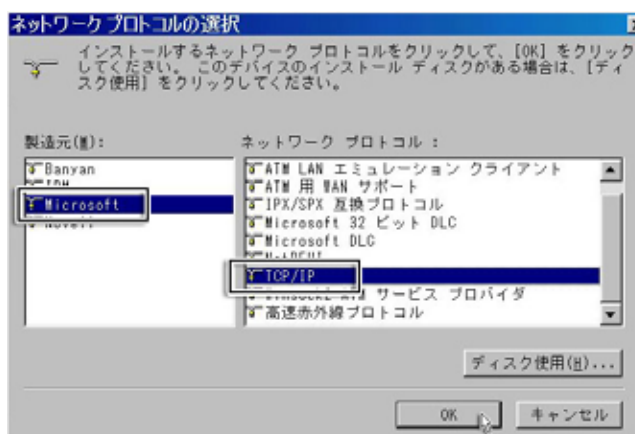 ネットワーク プロトコルの選択
インストールするネットワーク プロトコルをクリックして、[OK] をクリック
してください。 このデバイスのインストール ディスクがある場合は、[ディ
スク使用] をクリックしてください。
製造元(M):
Banyan
Microsoft
ネットワーク プロトコル :
ATM LAN エミュレーション クライアント
ATM 用 WAN サポート
IPX/SPX 互換プロトコル
Microsoft 32 ビット DLC
Microsoft DLC
TCP/IP
サービス プロバイダ
高速赤外線プロトコル
ディスク使用(H)...
OK
キャンセル